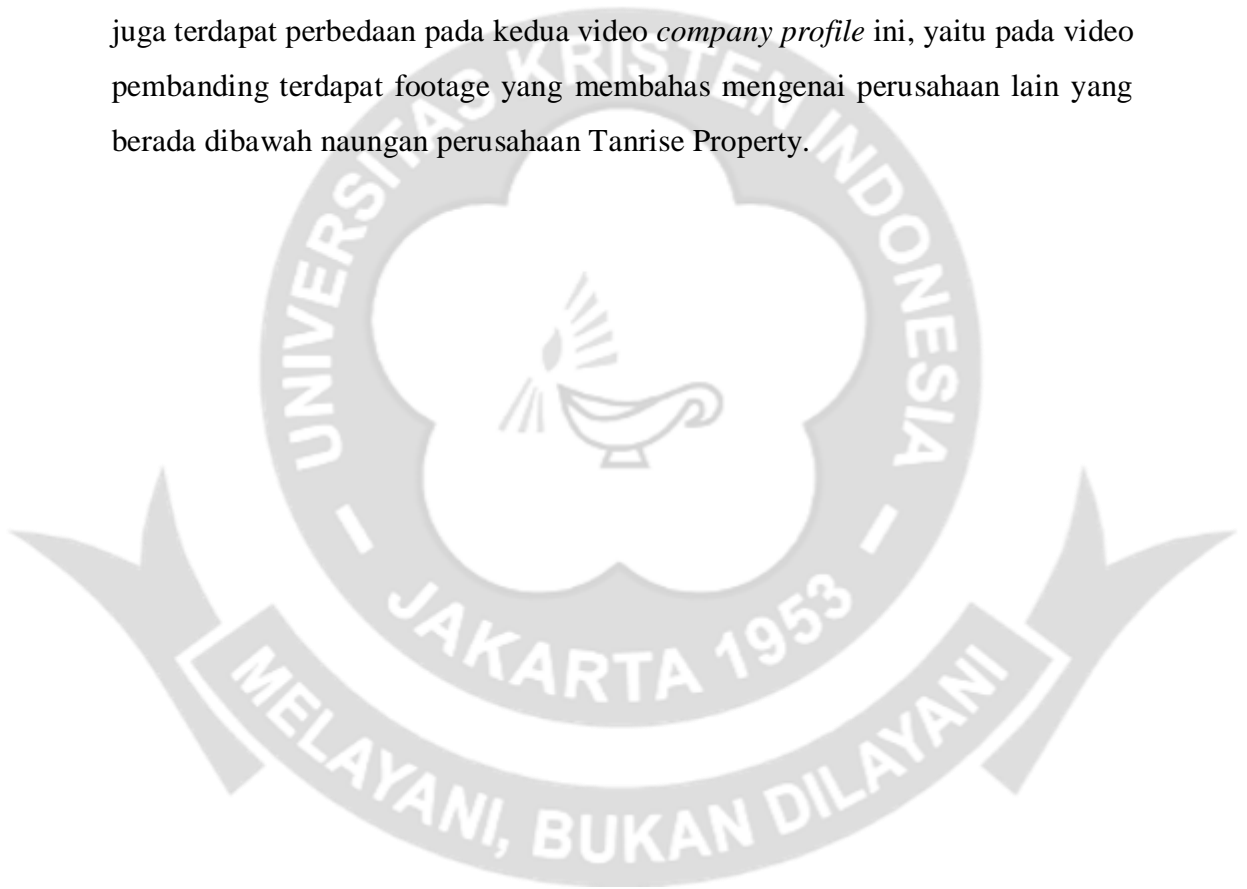 juga terdapat perbedaan pada kedua video company profile ini, yaitu pada video
pembanding terdapat footage yang membahas mengenai perusahaan lain yang
berada dibawah naungan perusahaan Tanrise Property.
UNIVERSITAS KRISTEN INDONESIA
JAKARTA 1953
MELAYANI, BUKAN DILAYANI